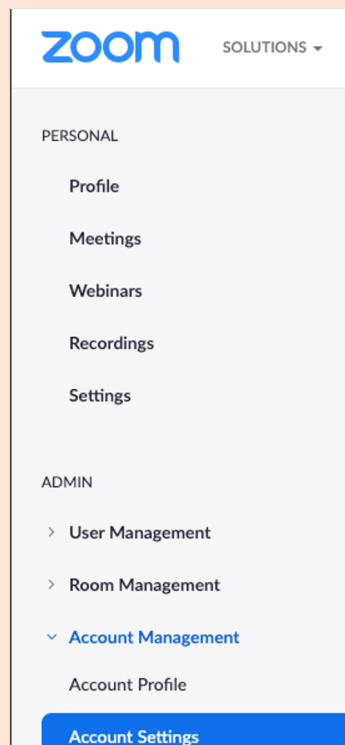 zoom SOLUTIONS
PERSONAL
Profile
Meetings
Webinars
Recordings
Settings
ADMIN
User Management
Room Management
Account Management
Account Profile
Account Settings